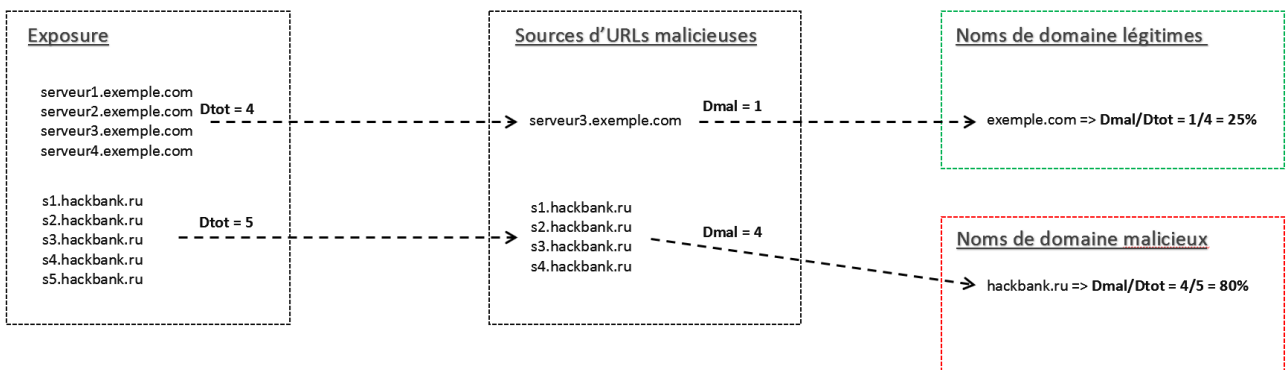 Exposure
serveur1.exemple.com
serveur2.exemple.com
serveur3.exemple.com
serveur4.exemple.com
Dtot = 4
s1.hackbank.ru
s2.hackbank.ru
s3.hackbank.ru
s4.hackbank.ru
s5.hackbank.ru
Dtot = 5
Sources d’URLs malicieuses
serveur3.exemple.com
Dmal = 1
s1.hackbank.ru
s2.hackbank.ru
s3.hackbank.ru
s4.hackbank.ru
Dmal = 4
Noms de domaine légitimes
exemple.com => Dmal/Dtot = 1/4 = 25%
Noms de domaine malicieux
hackbank.ru => Dmal/Dtot = 4/5 = 80%